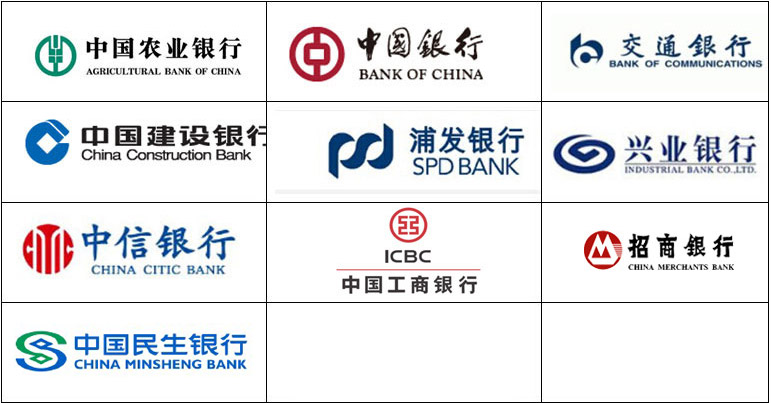 中国农业银行
AGRICULTURAL BANK OF CHINA
中國銀行
BANK OF CHINA
交通銀行
BANK OF COMMUNICATIONS
中国建设银行
China Construction Bank
浦发银行
SPD BANK
兴业银行
INDUSTRIAL BANK CO.,LTD.
中信银行
CHINA CITIC BANK
ICBC
中国工商银行
招商银行
CHINA MERCHANTS BANK
中国民生银行
CHINA MINSHENG BANK